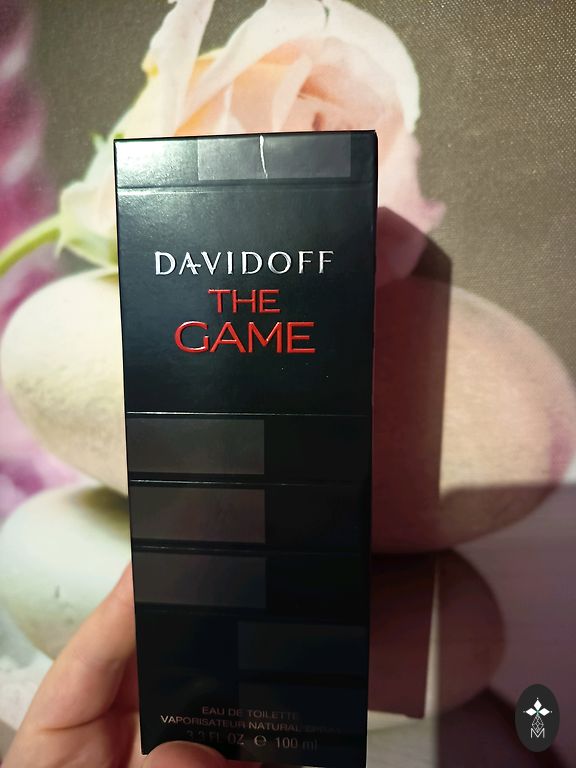 DAVIDOFF
THE
GAME
EAU DE TOILETTE
VAPORISATEUR NATURAL SPRAY
3.3 FL. OZ. ℮ 100 ml